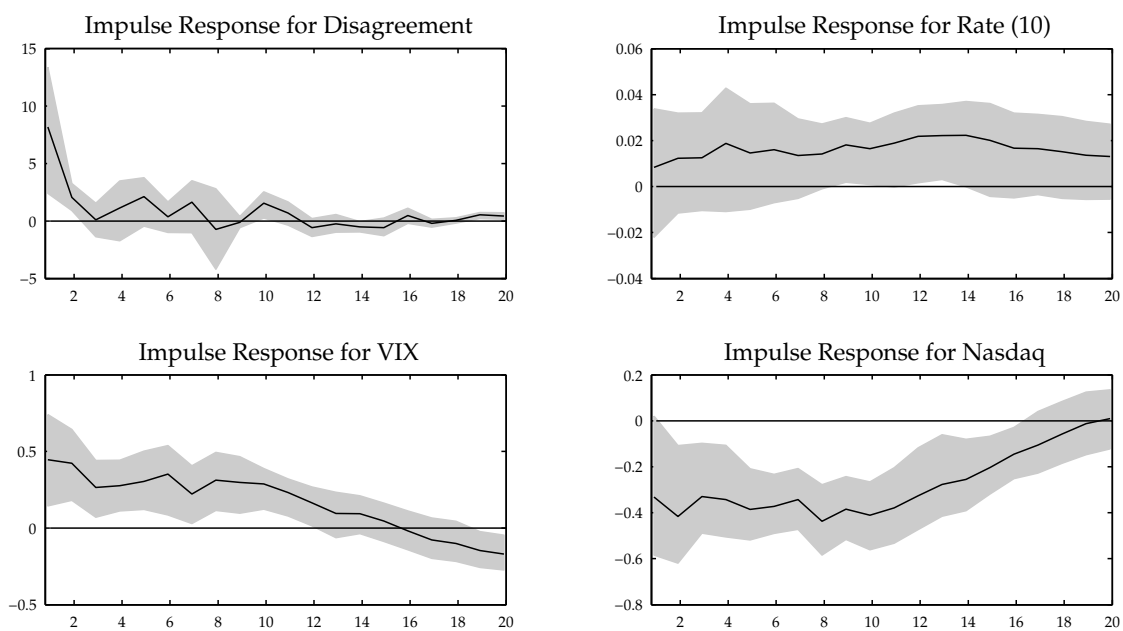 Impulse Response for Disagreement
15
10
5
0
−5
2 4 6 8 10 12 14 16 18 20
Impulse Response for Rate (10)
0.06
0.04
0.02
0
−0.02
−0.04
2 4 6 8 10 12 14 16 18 20
Impulse Response for VIX
1
0.5
0
−0.5
2 4 6 8 10 12 14 16 18 20
Impulse Response for Nasdaq
0.2
0
−0.2
−0.4
−0.6
−0.8
2 4 6 8 10 12 14 16 18 20